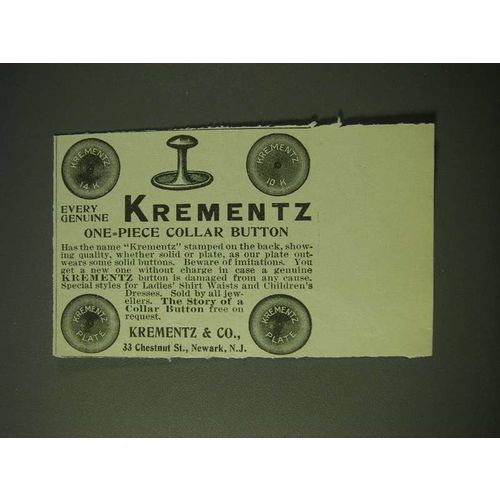 KREMENTZ
14 K
KREMENTZ
10 K
EVERY GENUINE KREMENTZ
ONE-PIECE COLLAR BUTTON
Has the name "Krementz" stamped on the back, show-
ing quality, whether solid or plate, as our plate out-
wears some solid buttons. Beware of imitations. You
get a new one without charge in case a genuine
KREMENTZ button is damaged from any cause.
Special styles for Ladies' Shirt Waists and Children's
Dresses. Sold by all jew-
ellers. The Story of a
Collar Button free on
request.
KREMENTZ
PLATE
KREMENTZ
PLATE
KREMENTZ & CO.,
33 Chestnut St., Newark, N.J.